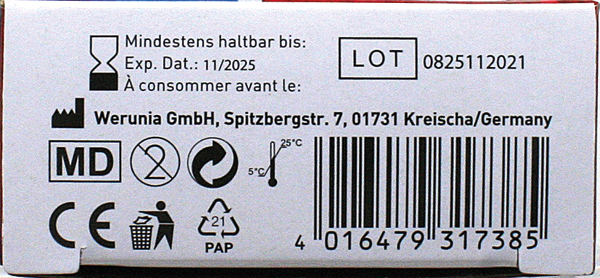 Mindestens haltbar bis:
Exp. Dat.: 11/2025
À consommer avant le:
LOT 0825112021
Werunia GmbH, Spitzbergstr. 7, 01731 Kreischa/Germany
MD 2 5°C 25°C
CE 21 PAP
4 016479 317385